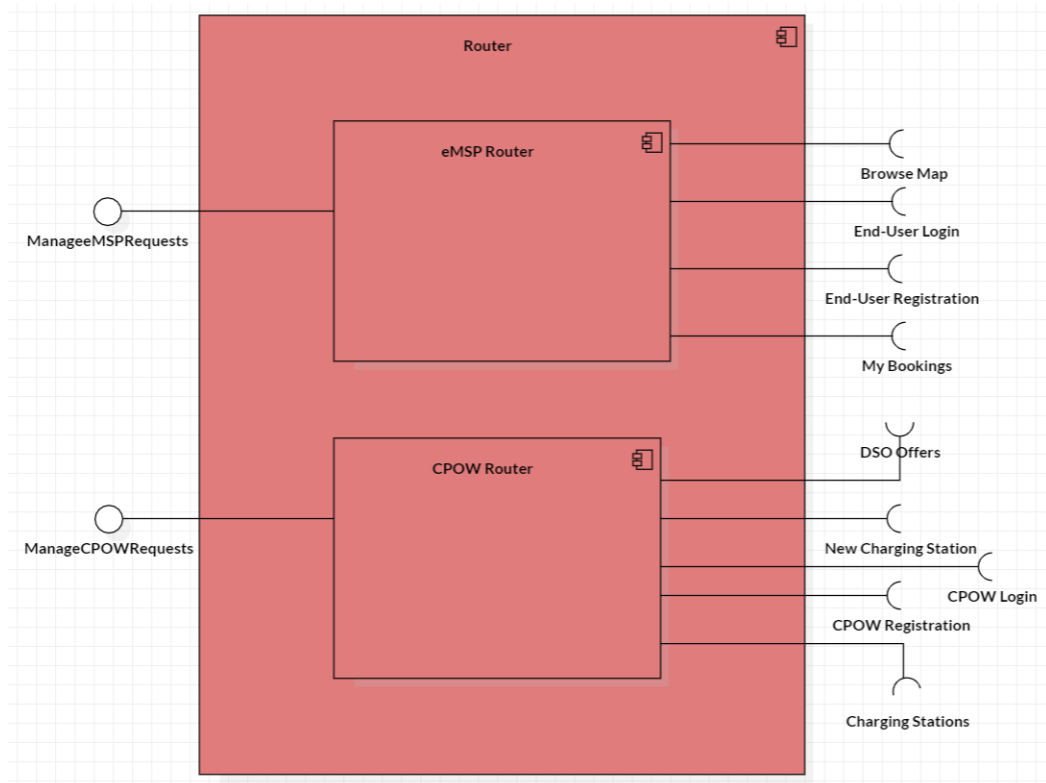 Router
eMSP Router
Browse Map
End-User Login
ManageeMSPRequests
End-User Registration
My Bookings
DSO Offers
CPOW Router
ManageCPOWRequests
New Charging Station
CPOW Login
CPOW Registration
Charging Stations